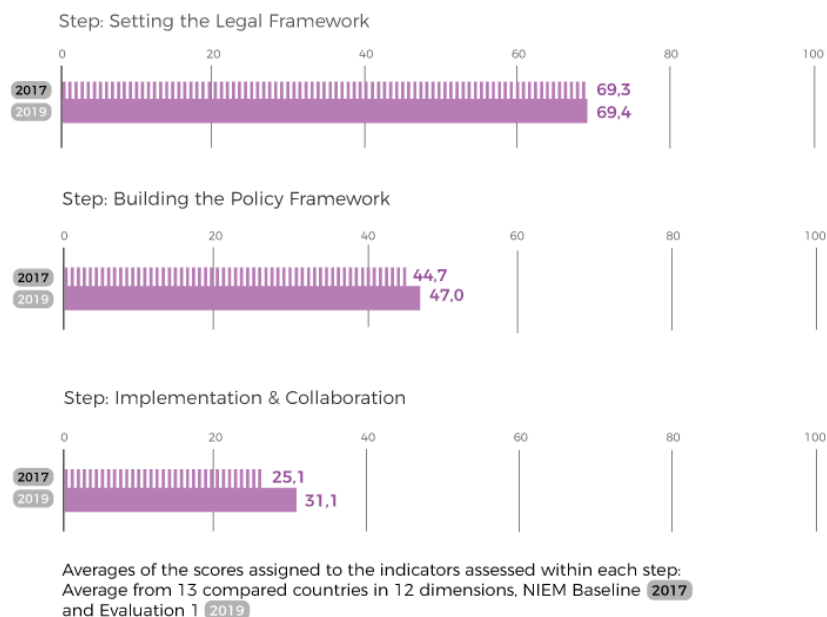 Step: Setting the Legal Framework
0 20 40 60 80 100
2017 69,3
2019 69,4
Step: Building the Policy Framework
0 20 40 60 80 100
2017 44,7
2019 47,0
Step: Implementation & Collaboration
0 20 40 60 80 100
2017 25,1
2019 31,1
Averages of the scores assigned to the indicators assessed within each step:
Average from 13 compared countries in 12 dimensions, NIEM Baseline 2017
and Evaluation 1 2019